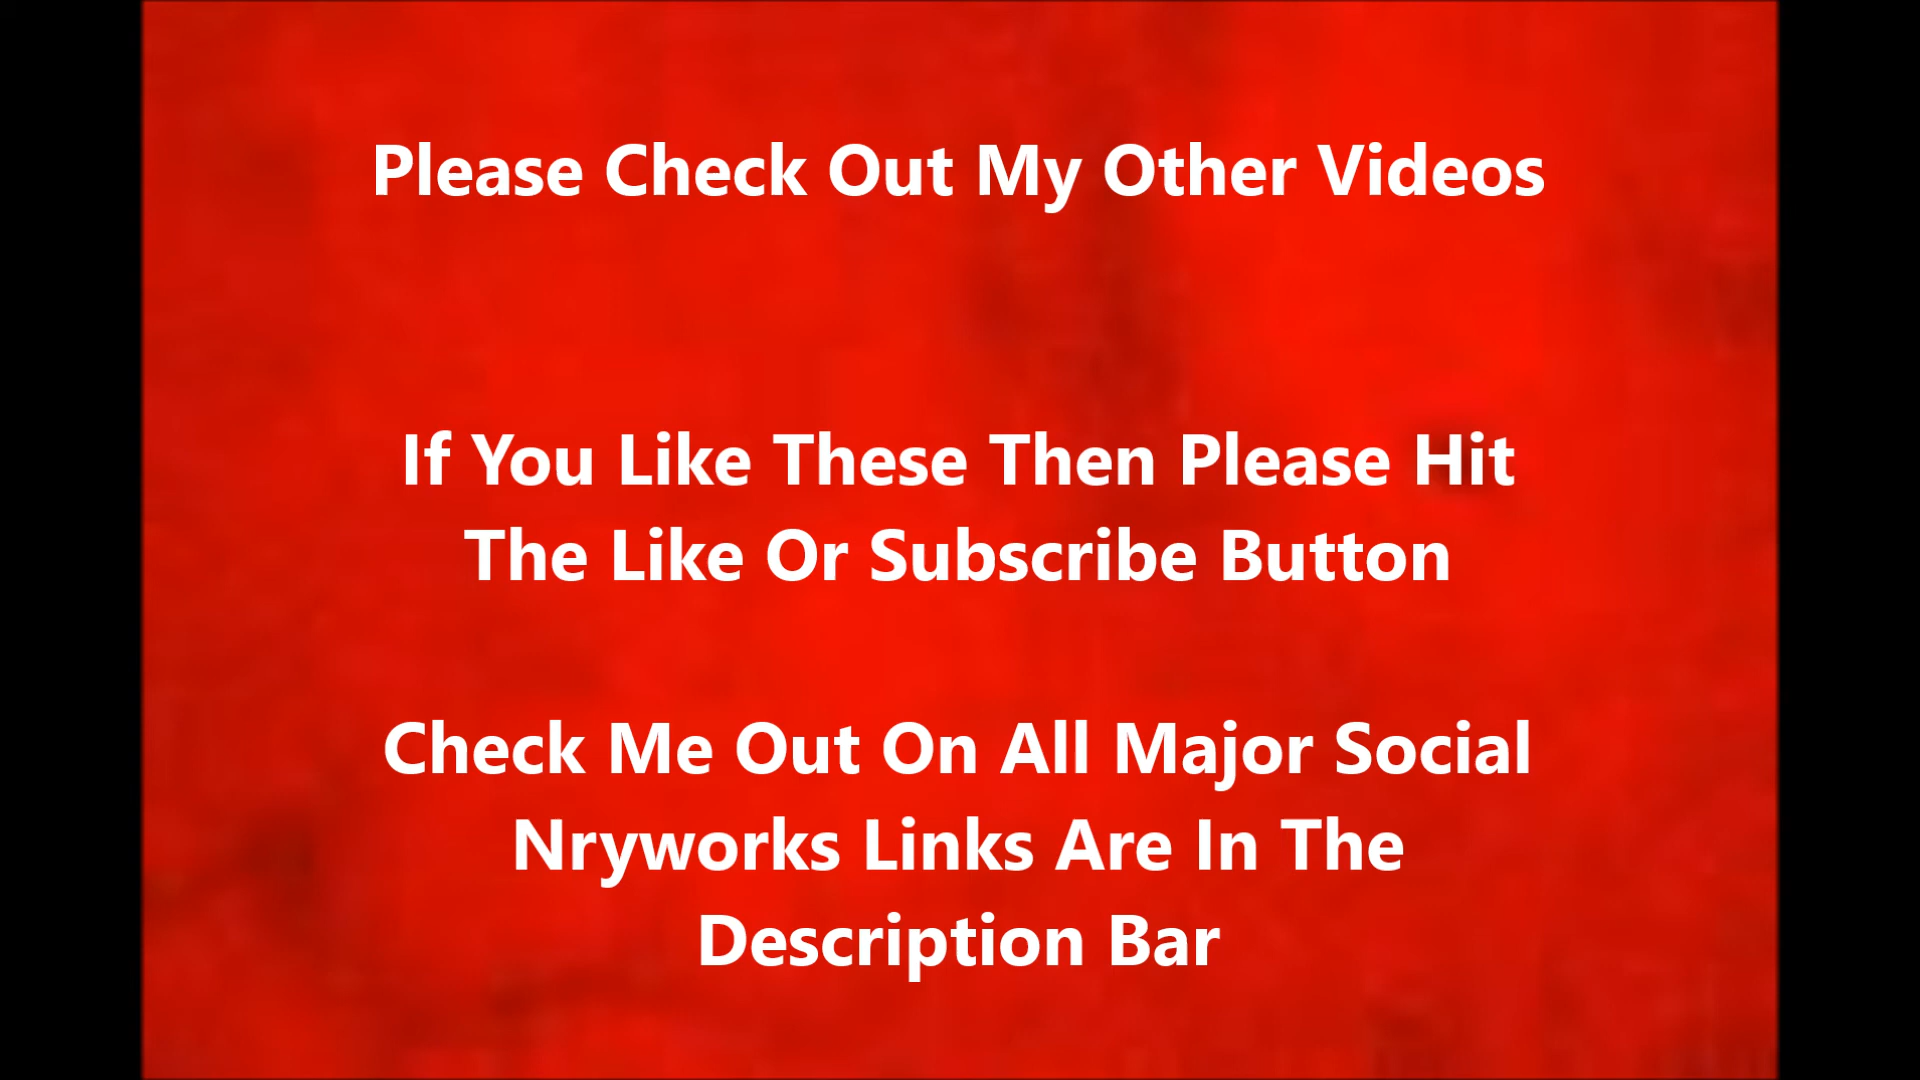 Please Check Out My Other Videos
If You Like These Then Please Hit
The Like Or Subscribe Button
Check Me Out On All Major Social
Nryworks Links Are In The
Description Bar